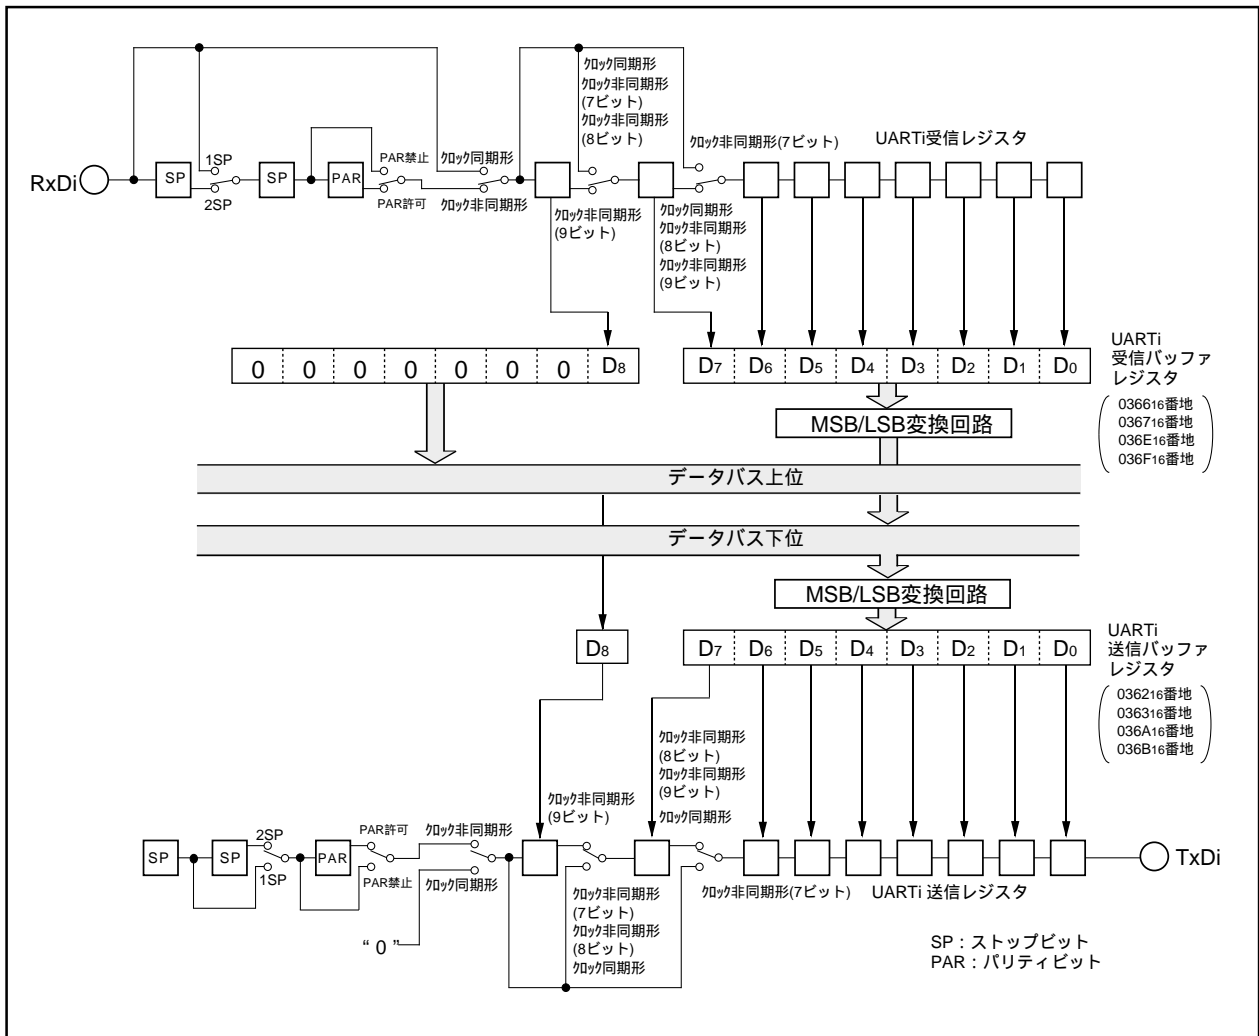 クロック同期形
クロック非同期形
(7ビット)
クロック非同期形
(8ビット)
クロック非同期形(7ビット)
UARTi受信レジスタ
RxDi
SP
1SP
2SP
SP
PAR
PAR禁止
PAR許可
クロック同期形
クロック非同期形
クロック非同期形
(9ビット)
クロック同期形
クロック非同期形
(8ビット)
クロック非同期形
(9ビット)
0 0 0 0 0 0 0 D8
D7 D6 D5 D4 D3 D2 D1 D0
UARTi
受信バッファ
レジスタ
036616番地
036716番地
036E16番地
036F16番地
MSB/LSB変換回路
データバス上位
データバス下位
MSB/LSB変換回路
D8
D7 D6 D5 D4 D3 D2 D1 D0
UARTi
送信バッファ
レジスタ
036216番地
036316番地
036A16番地
036B16番地
クロック非同期形
(8ビット)
クロック非同期形
(9ビット)
クロック同期形
クロック非同期形
(9ビット)
SP
SP
2SP
1SP
PAR
PAR許可
PAR禁止
クロック非同期形
クロック同期形
“ 0 ”
クロック非同期形
(7ビット)
クロック非同期形
(8ビット)
クロック同期形
クロック非同期形(7ビット)
UARTi 送信レジスタ
TxDi
SP：ストップビット
PAR：パリティビット